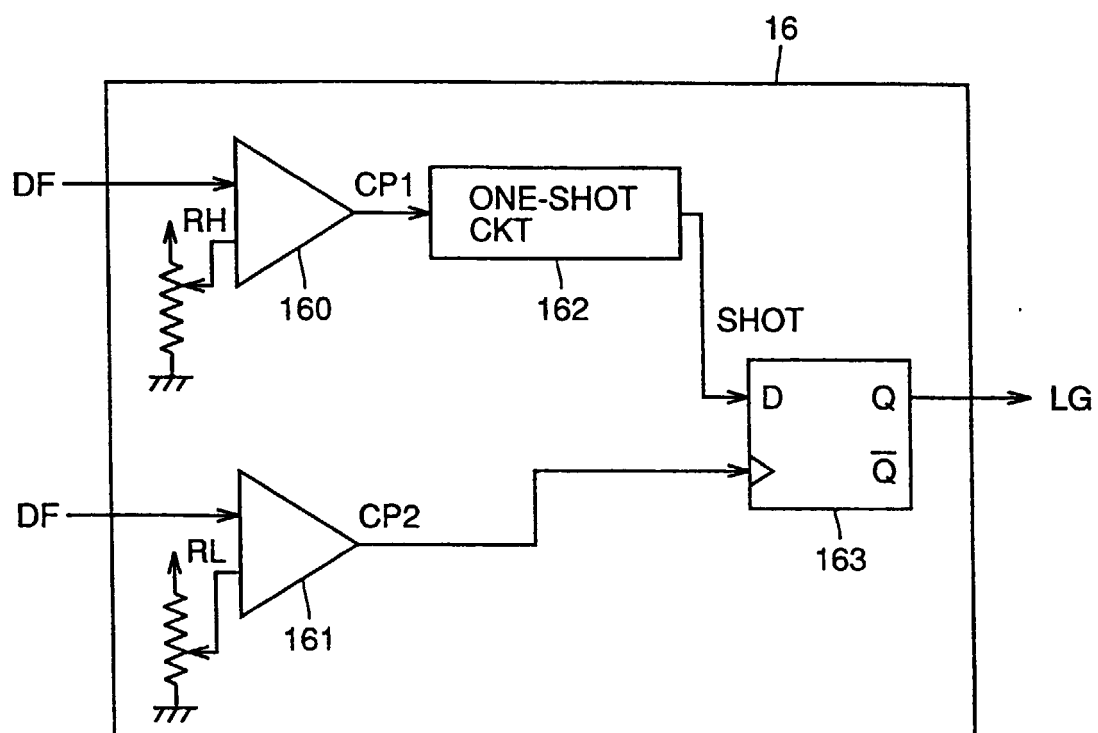 16
DF
RH
CP1
ONE-SHOT
CKT
160
162
SHOT
D
Q
LG
Q̅
DF
RL
CP2
163
161